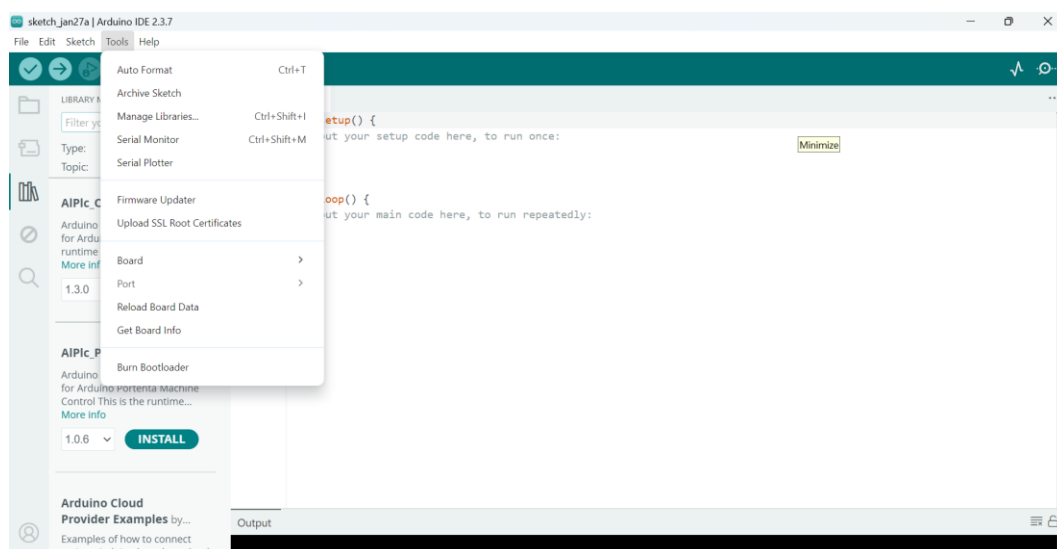 sketch_jan27a | Arduino IDE 2.3.7
File Edit Sketch Tools Help
Auto Format Ctrl+T
Archive Sketch
Manage Libraries... Ctrl+Shift+I
Serial Monitor Ctrl+Shift+M
Serial Plotter
Firmware Updater
Upload SSL Root Certificates
Board
Port
Reload Board Data
Get Board Info
Burn Bootloader
LIBRARY M
Filter yo
Type:
Topic:
AIPlc_O
Arduino
for Ardu
runtime
More inf
1.3.0
AIPlc_P
Arduino
for Arduino Portenta Machine
Control This is the runtime...
More info
1.0.6 INSTALL
Arduino Cloud
Provider Examples by...
Examples of how to connect
etup() {
ut your setup code here, to run once:
Minimize
oop() {
ut your main code here, to run repeatedly:
Output